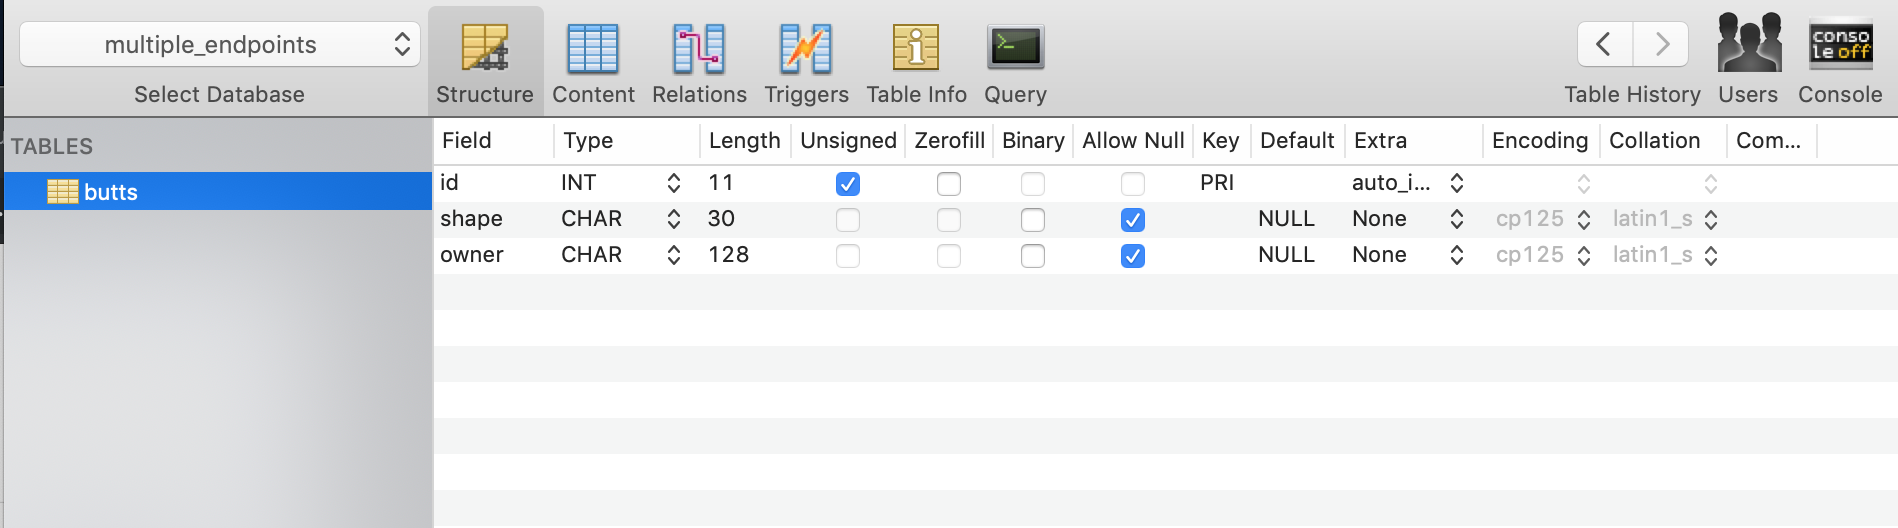 multiple_endpoints
Select Database
Structure Content Relations Triggers Table Info Query
conso
le off
Table History Users Console
TABLES
butts
Field Type Length Unsigned Zerofill Binary Allow Null Key Default Extra Encoding Collation Com...
id INT 11 PRI auto_i...
shape CHAR 30 NULL None cp125 latin1_s
owner CHAR 128 NULL None cp125 latin1_s